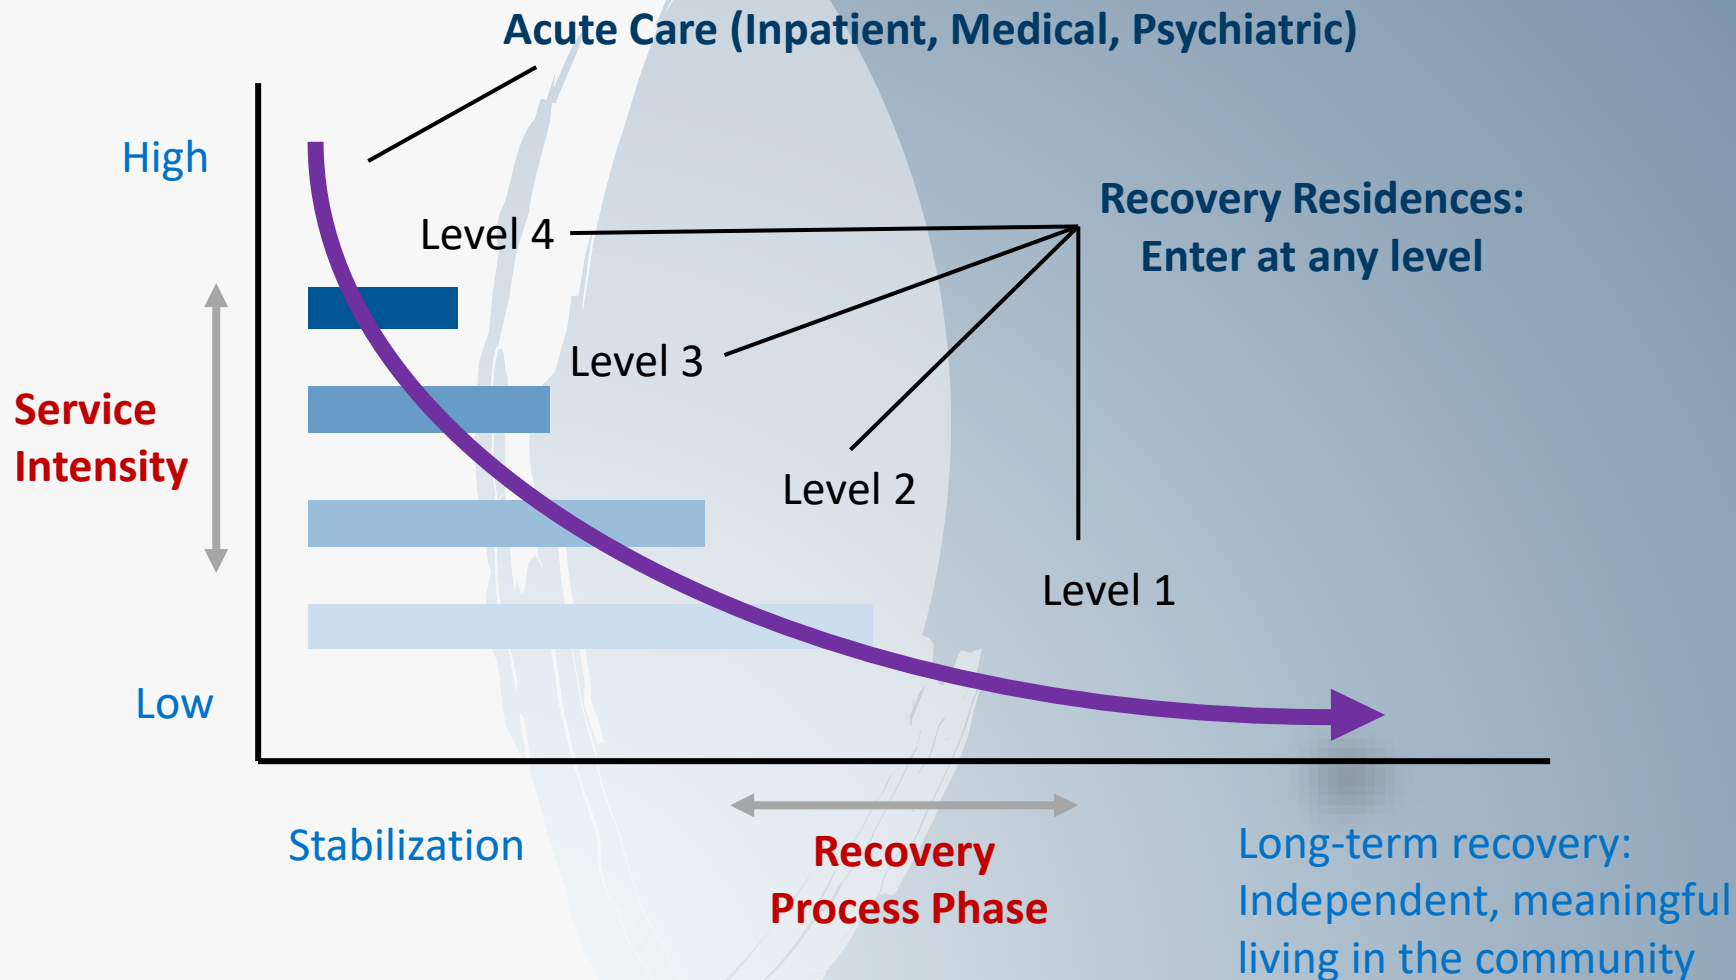 Acute Care (Inpatient, Medical, Psychiatric)
High
Recovery Residences:
Enter at any level
Level 4
Level 3
Service
Intensity
Level 2
Level 1
Low
Stabilization
Recovery
Process Phase
Long-term recovery:
Independent, meaningful
living in the community